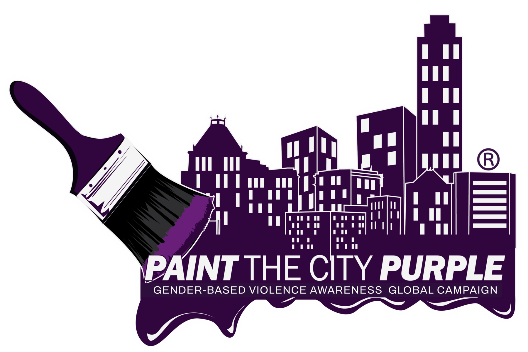 ®
PAINT THE CITY PURPLE
GENDER-BASED VIOLENCE AWARENESS GLOBAL CAMPAIGN